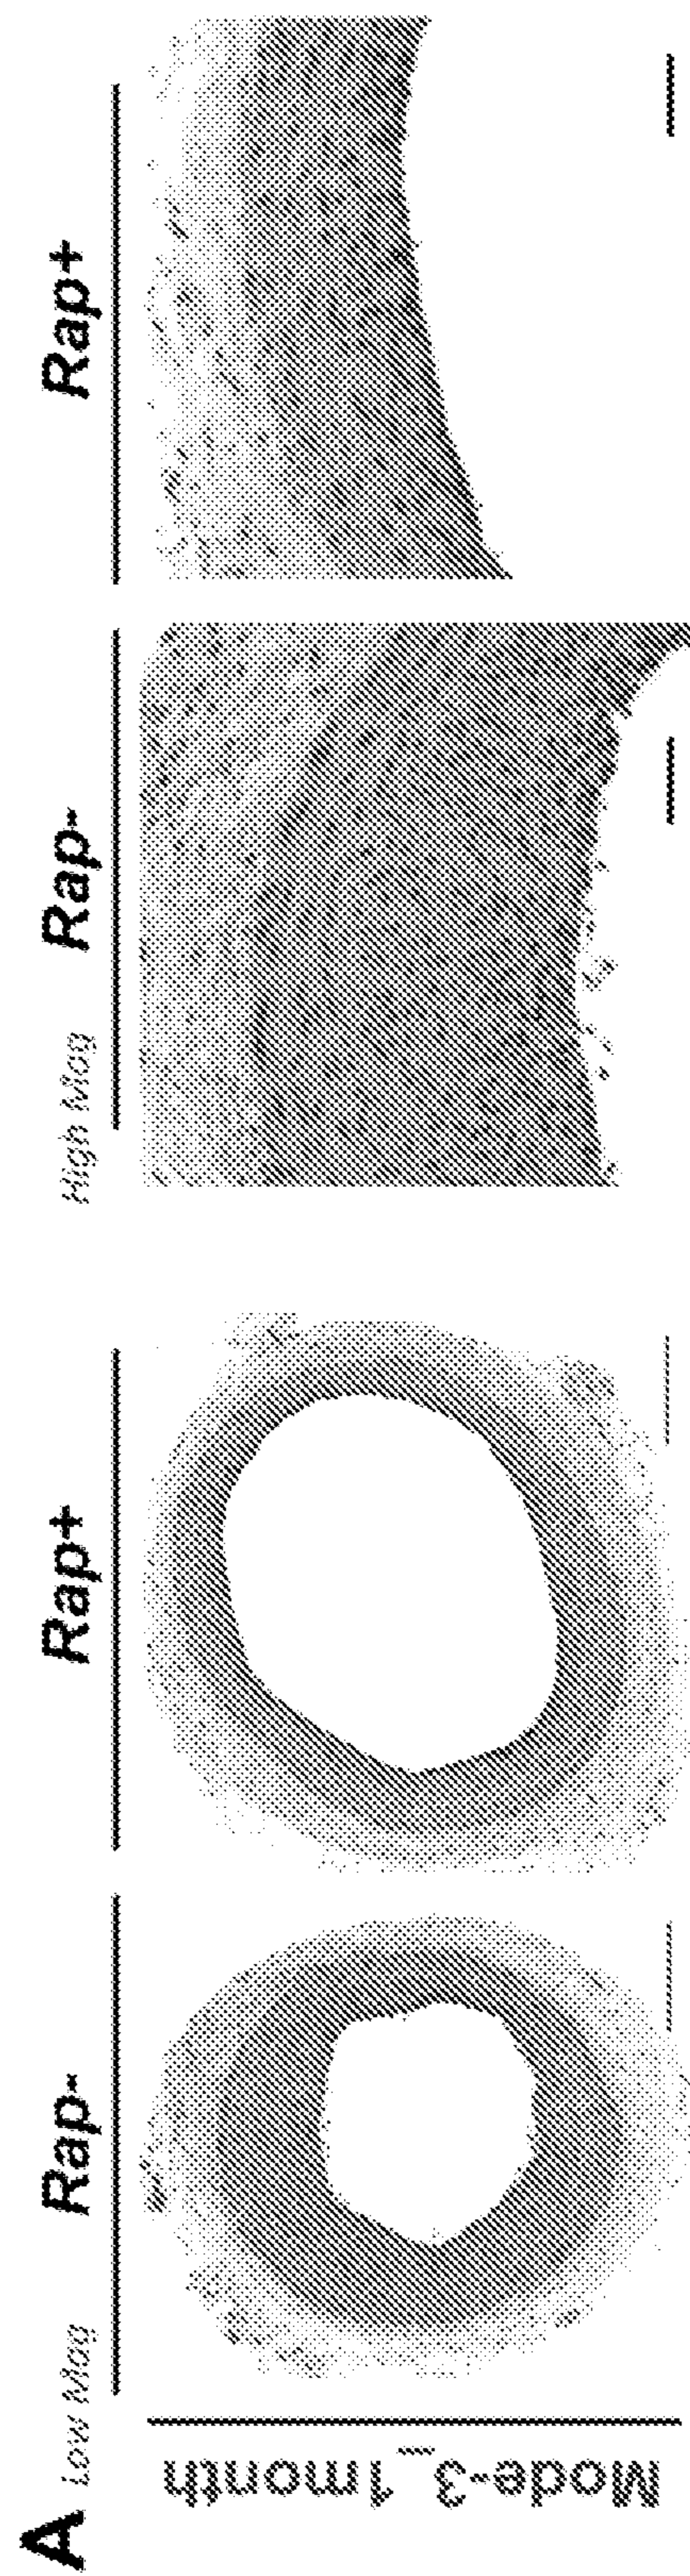 A
Low Mag
Rap-
Rap+
High Mag
Rap-
Rap+
Mode-3_1month